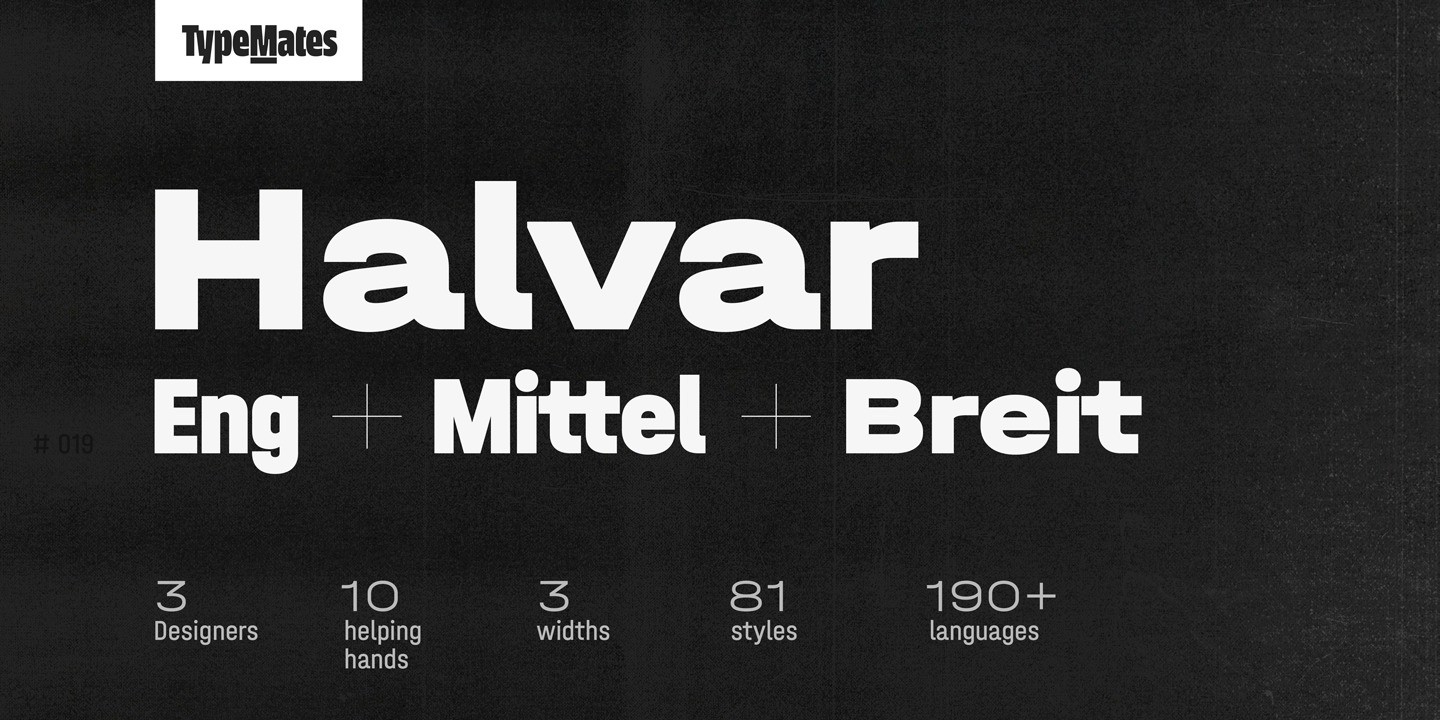 TypeMates
Halvar
Eng + Mittel + Breit
# 019
3 10 3 81 190+
Designers helping widths styles languages
hands